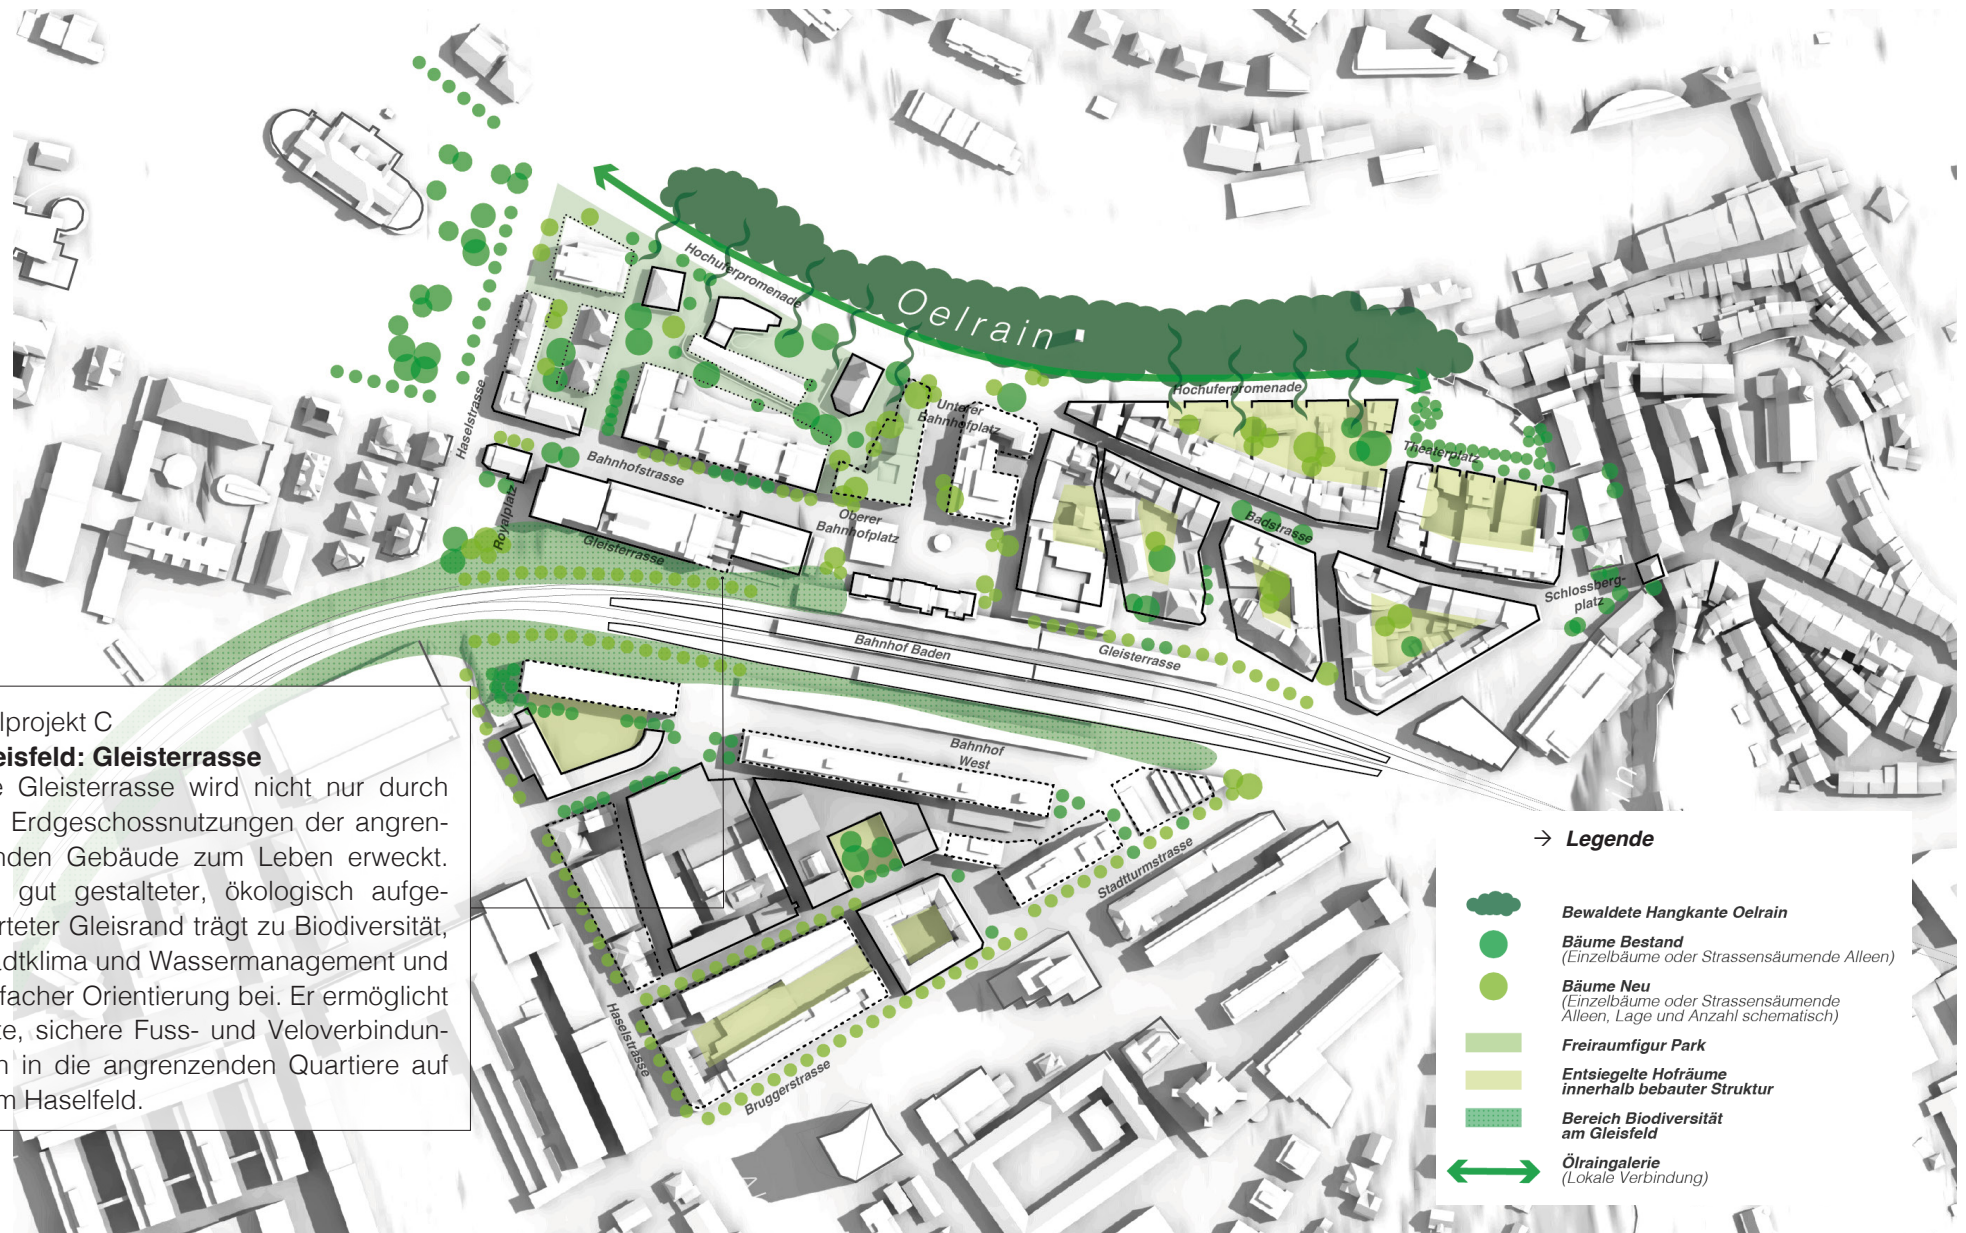 Oelrain
Hochuferpromenade
Hochuferpromenade
Haselstrasse
Unterer
Bahnhofplatz
Theaterplatz
Bahnhofstrasse
Royalplatz
Oberer
Bahnhofplatz
Badstrasse
Gleisterrasse
Schlossberg-
platz
Bahnhof Baden
Gleisterrasse
Bahnhof
West
Stadtturmstrasse
Haselstrasse
Bruggerstrasse
lprojekt C
eisfeld: Gleisterrasse
e Gleisterrasse wird nicht nur durch
Erdgeschossnutzungen der angren-
nden Gebäude zum Leben erweckt.
gut gestalteter, ökologisch aufge-
rteter Gleisrand trägt zu Biodiversität,
adtklima und Wassermanagement und
facher Orientierung bei. Er ermöglicht
te, sichere Fuss- und Veloverbindun-
n in die angrenzenden Quartiere auf
m Haselfeld.
→ Legende
Bewaldete Hangkante Oelrain
Bäume Bestand
(Einzelbäume oder Strassensäumende Alleen)
Bäume Neu
(Einzelbäume oder Strassensäumende
Alleen, Lage und Anzahl schematisch)
Freiraumfigur Park
Entsiegelte Hofräume
innerhalb bebauter Struktur
Bereich Biodiversität
am Gleisfeld
Ölraingalerie
(Lokale Verbindung)